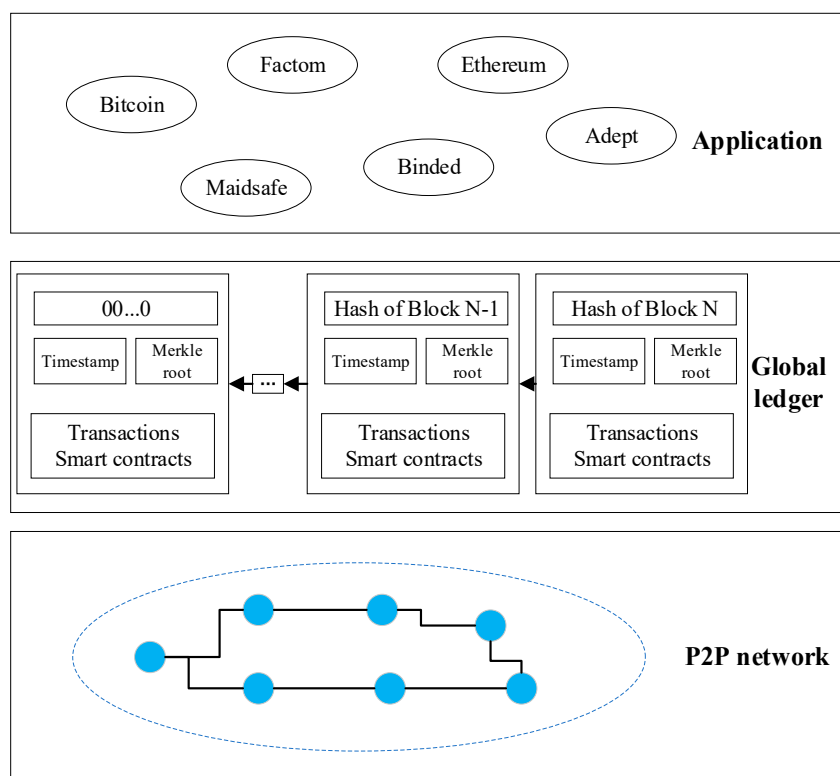 Factom
Ethereum
Bitcoin
Adept
Application
Binded
Maidsafe
00...0
Hash of Block N-1
Hash of Block N
Timestamp
Merkle
root
Timestamp
Merkle
root
Timestamp
Merkle
root
Global
ledger
...
Transactions
Smart contracts
Transactions
Smart contracts
Transactions
Smart contracts
P2P network